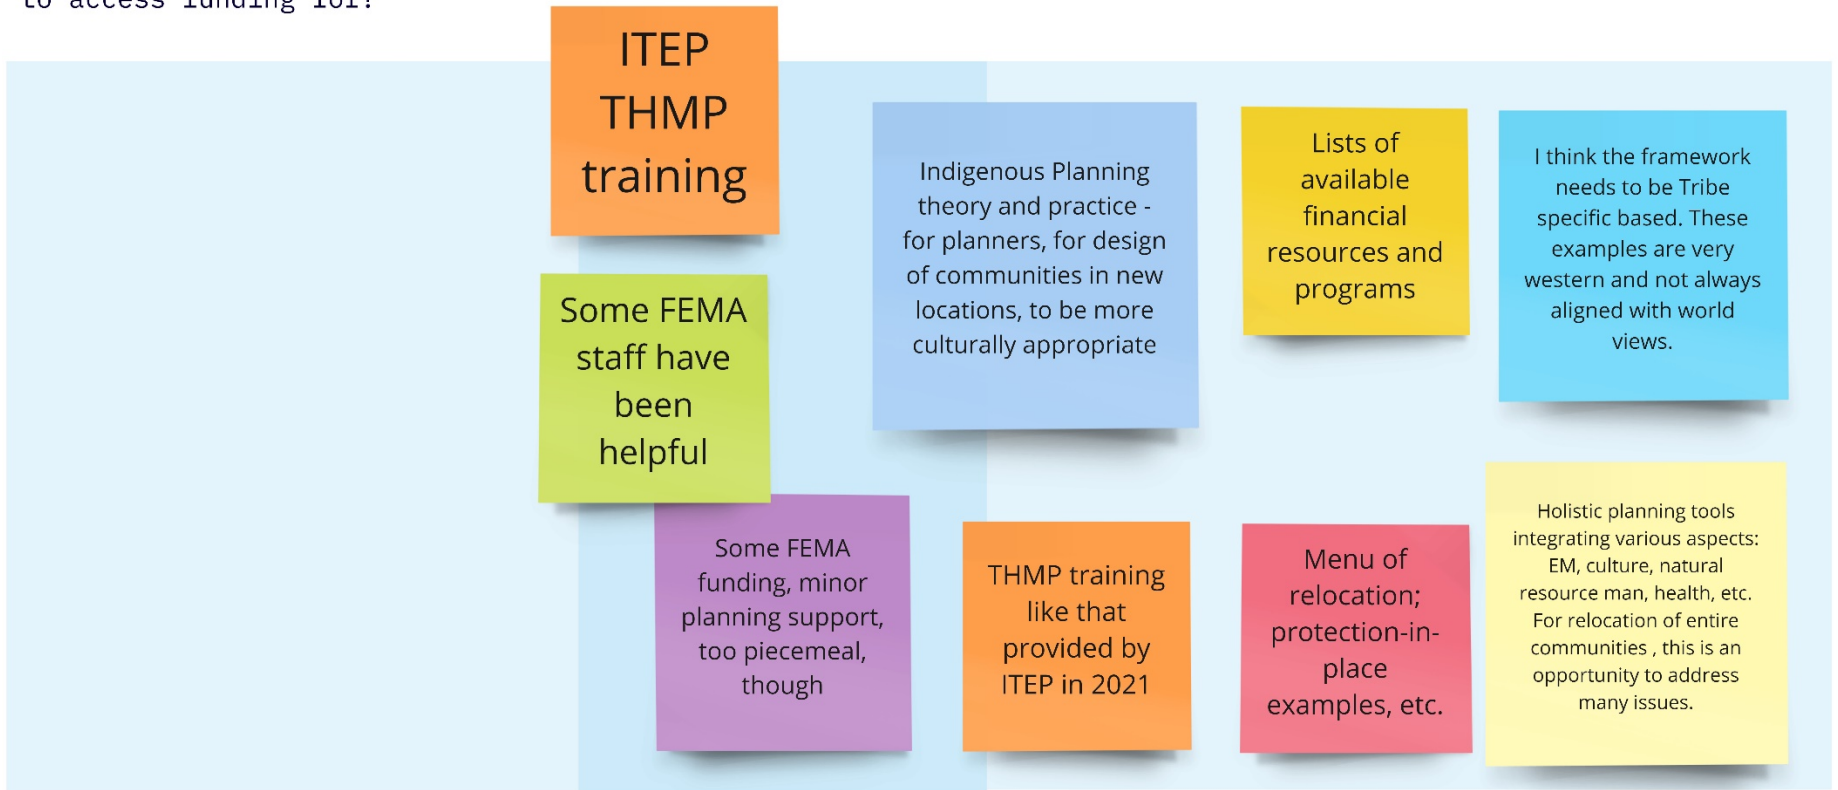 to access funding for?
ITEP
THMP
training
Some FEMA
staff have
been
helpful
Some FEMA
funding, minor
planning support,
too piecemeal,
though
Indigenous Planning
theory and practice -
for planners, for design
of communities in new
locations, to be more
culturally appropriate
THMP training
like that
provided by
ITEP in 2021
Lists of
available
financial
resources and
programs
Menu of
relocation;
protection-in-
place
examples, etc.
I think the framework
needs to be Tribe
specific based. These
examples are very
western and not always
aligned with world
views.
Holistic planning tools
integrating various aspects:
EM, culture, natural
resource man, health, etc.
For relocation of entire
communities , this is an
opportunity to address
many issues.